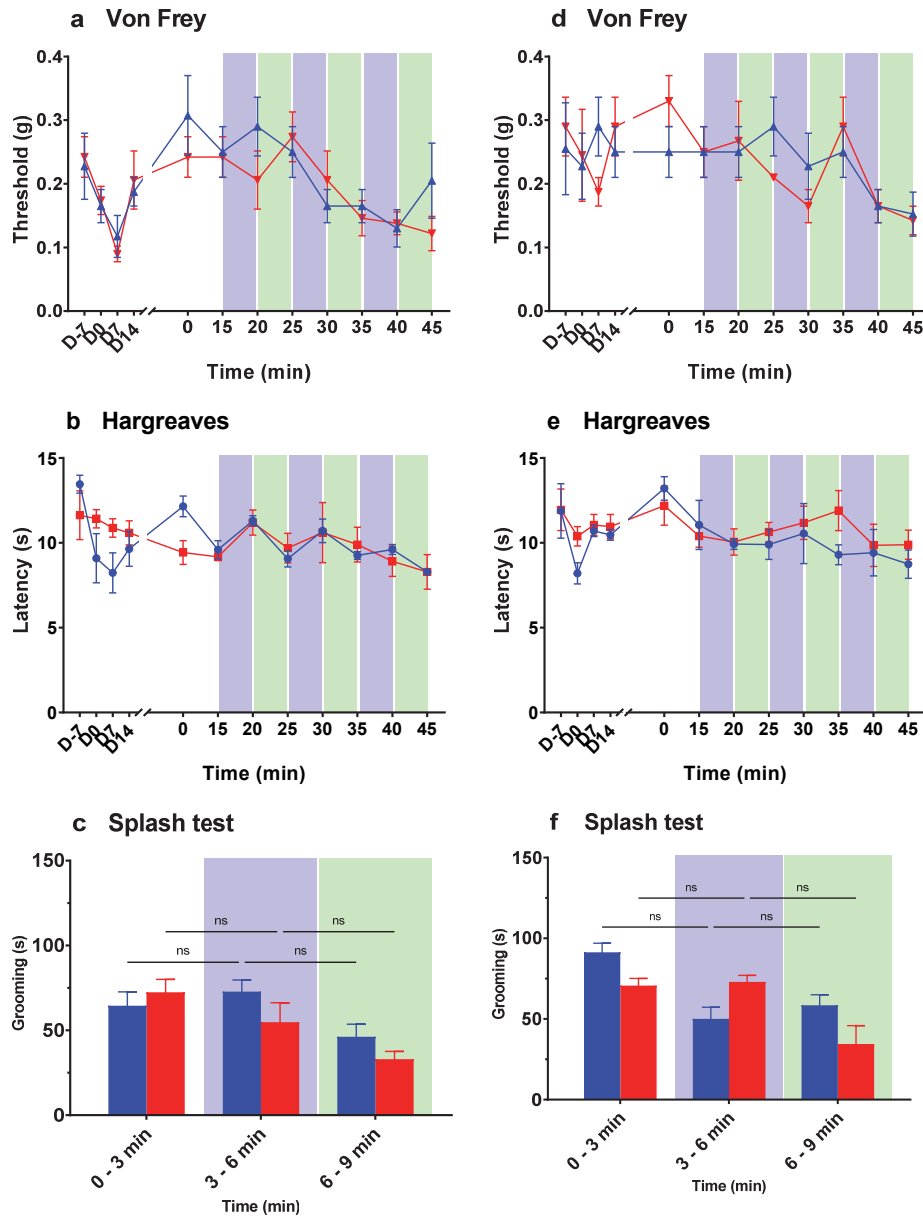 a Von Frey
0.4
0.3
0.2
0.1
0.0
Threshold (g)
D-7
D0
D7
D14
0 15 20 25 30 35 40 45
Time (min)
d Von Frey
0.4
0.3
0.2
0.1
0.0
Threshold (g)
D-7
D0
D7
D14
0 15 20 25 30 35 40 45
Time (min)
b Hargreaves
15
10
5
0
Latency (s)
D-7
D0
D7
D14
0 15 20 25 30 35 40 45
Time (min)
e Hargreaves
15
10
5
0
Latency (s)
D-7
D0
D7
D14
0 15 20 25 30 35 40 45
Time (min)
c Splash test
150
100
50
0
Grooming (s)
ns ns
ns ns
0 - 3 min
3 - 6 min
6 - 9 min
Time (min)
f Splash test
150
100
50
0
Grooming (s)
ns ns
ns ns
0 - 3 min
3 - 6 min
6 - 9 min
Time (min)